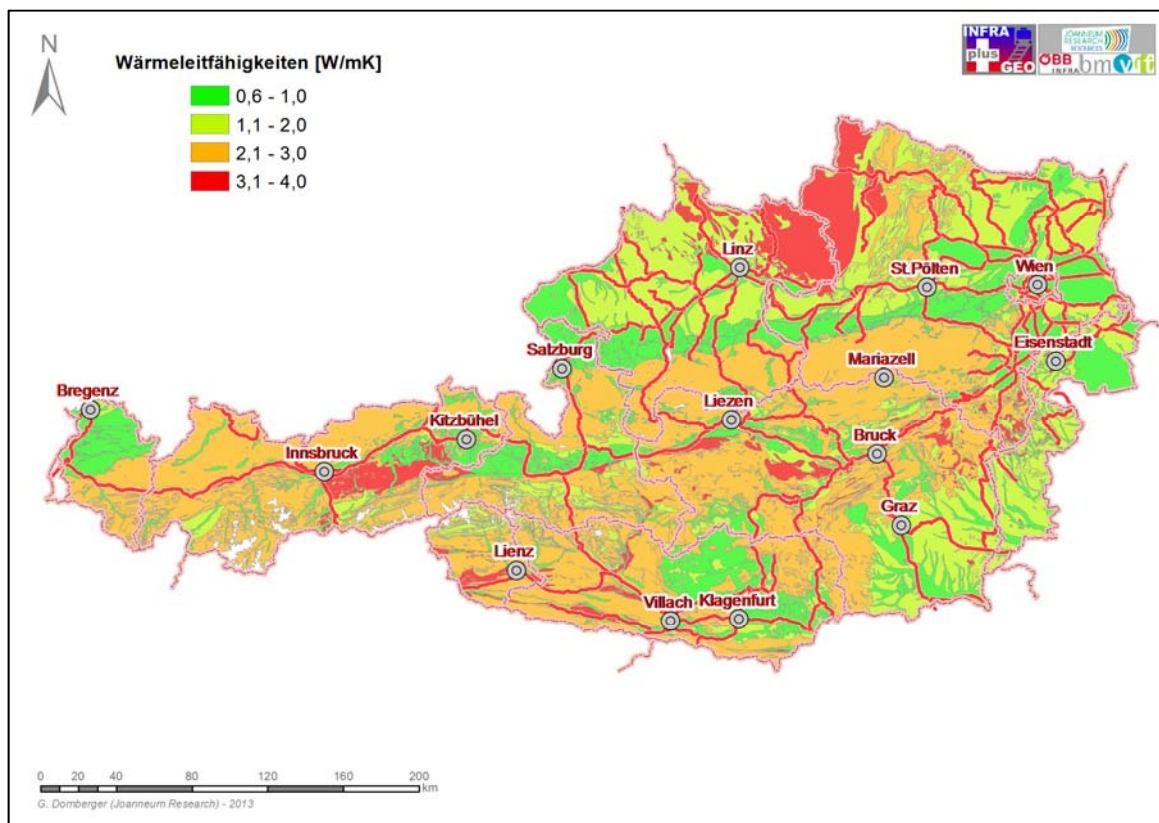 N
Wärmeleitfähigkeiten [W/mK]
0,6 - 1,0
1,1 - 2,0
2,1 - 3,0
3,1 - 4,0
INFRA
plus
GEO
JOANNEUM
RESEARCH
RESOURCES
ÖBB
INFRA
bmvit
Linz
St.Pölten
Wien
Salzburg
Mariazell
Eisenstadt
Bregenz
Kitzbühel
Liezen
Innsbruck
Bruck
Graz
Lienz
Villach
Klagenfurt
0 20 40 80 120 160 200
km
G. Domberger (Joanneum Research) - 2013